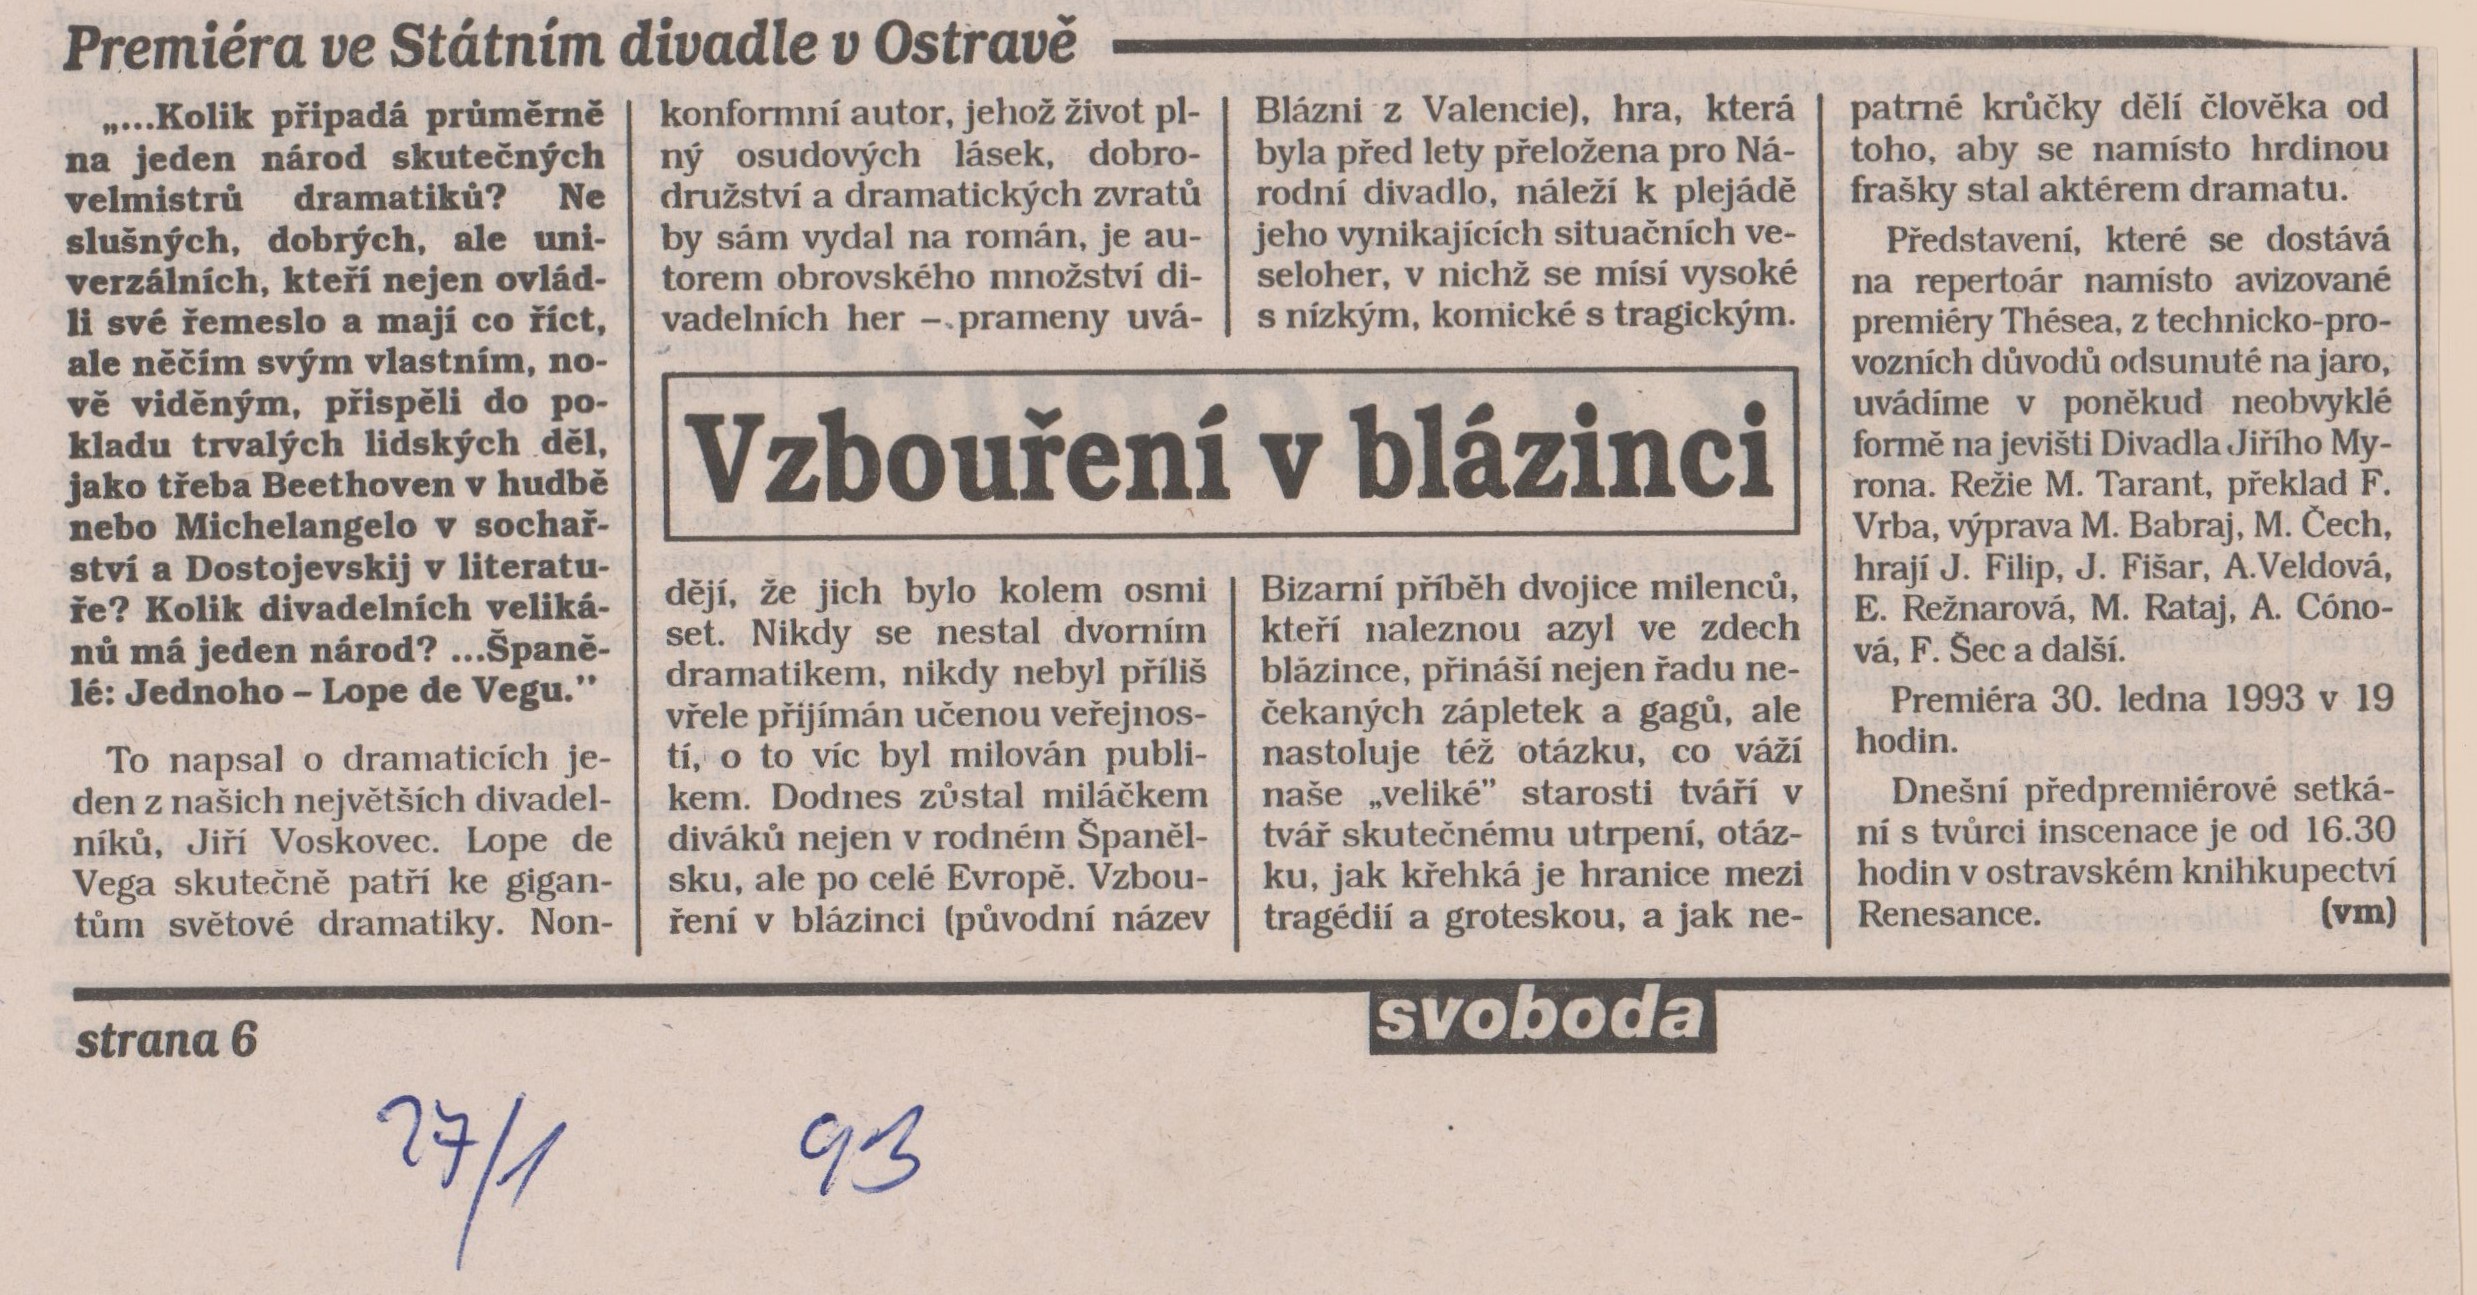 Premiéra ve Státním divadle v Ostravě
„...Kolik připadá průměrně
na jeden národ skutečných
velmistrů dramatiků? Ne
slušných, dobrých, ale uni-
verzálních, kteří nejen ovlád-
li své řemeslo a mají co říct,
ale něčím svým vlastním, no-
vě viděným, přispěli do po-
kladu trvalých lidských děl,
jako třeba Beethoven v hudbě
nebo Michelangelo v sochař-
ství a Dostojevskij v literatu-
ře? Kolik divadelních veliká-
nů má jeden národ? ...Španě-
lé: Jednoho – Lope de Vegu.”
To napsal o dramaticích je-
den z našich největších divadel-
níků, Jiří Voskovec. Lope de
Vega skutečně patří ke gigan-
tům světové dramatiky. Non-
konformní autor, jehož život pl-
ný osudových lásek, dobro-
družství a dramatických zvratů
by sám vydal na román, je au-
torem obrovského množství di-
vadelních her – prameny uvá-
Vzbouření v blázinci
dějí, že jich bylo kolem osmi
set. Nikdy se nestal dvorním
dramatikem, nikdy nebyl příliš
vřele přijímán učenou veřejnos-
tí, o to víc byl milován publi-
kem. Dodnes zůstal miláčkem
diváků nejen v rodném Španěl-
sku, ale po celé Evropě. Vzbou-
ření v blázinci (původní název
Blázni z Valencie), hra, která
byla před lety přeložena pro Ná-
rodní divadlo, náleží k plejádě
jeho vynikajících situačních ve-
seloher, v nichž se mísí vysoké
s nízkým, komické s tragickým.
Bizarní příběh dvojice milenců,
kteří naleznou azyl ve zdech
blázince, přináší nejen řadu ne-
čekaných zápletek a gagů, ale
nastoluje též otázku, co váží
naše „veliké” starosti tváří v
tvář skutečnému utrpení, otáz-
ku, jak křehká je hranice mezi
tragédií a groteskou, a jak ne-
patrné krůčky dělí člověka od
toho, aby se namísto hrdinou
frašky stal aktérem dramatu.
Představení, které se dostává
na repertoár namísto avizované
premiéry Thésea, z technicko-pro-
vozních důvodů odsunuté na jaro,
uvádíme v poněkud neobvyklé
formě na jevišti Divadla Jiřího My-
rona. Režie M. Tarant, překlad F.
Vrba, výprava M. Babraj, M. Čech,
hrají J. Filip, J. Fišar, A.Veldová,
E. Režnarová, M. Rataj, A. Cóno-
vá, F. Šec a další.
Premiéra 30. ledna 1993 v 19
hodin.
Dnešní předpremiérové setká-
ní s tvůrci inscenace je od 16.30
hodin v ostravském knihkupectví
Renesance. (vm)
strana 6
svoboda
27/1 93